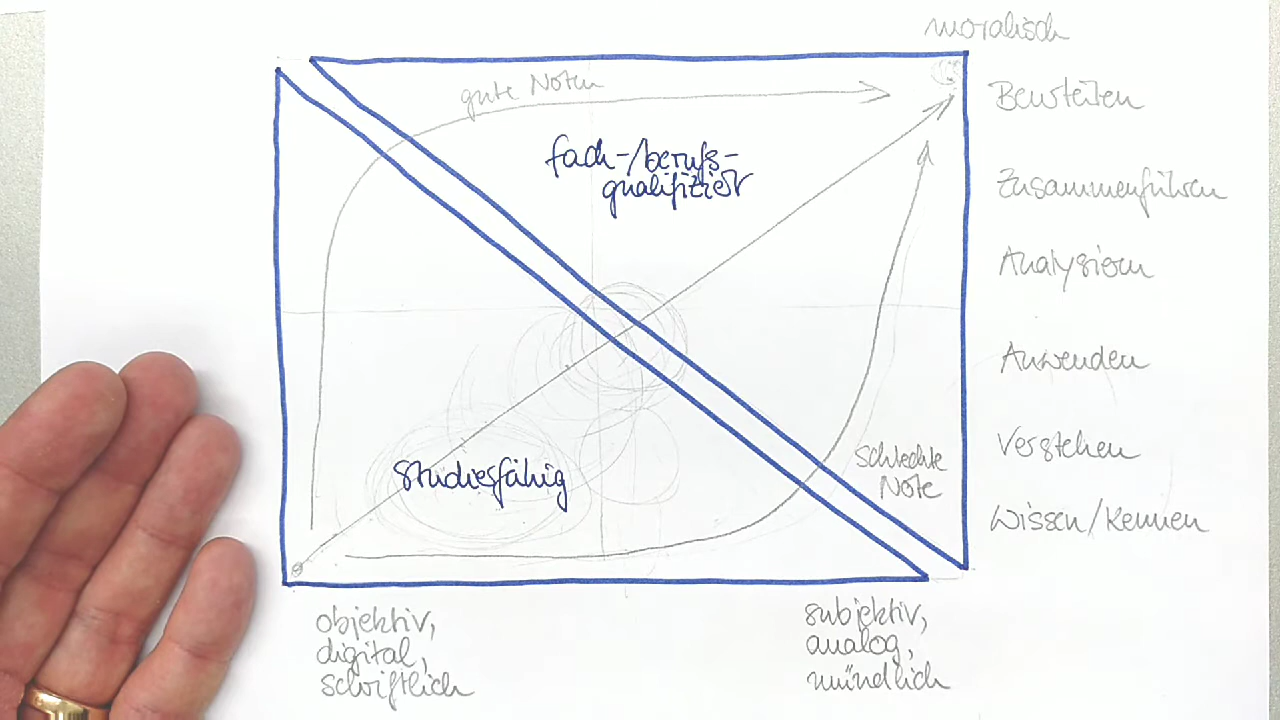 moralisch
gute Noten
Beurteilen
fach-/berufs-
qualifiziert
Zusammenführen
Analysieren
Anwenden
Verstehen
schlechte
Note
studierfähig
Wissen/Kennen
objektiv,
digital,
schriftlich
subjektiv,
analog,
mündlich